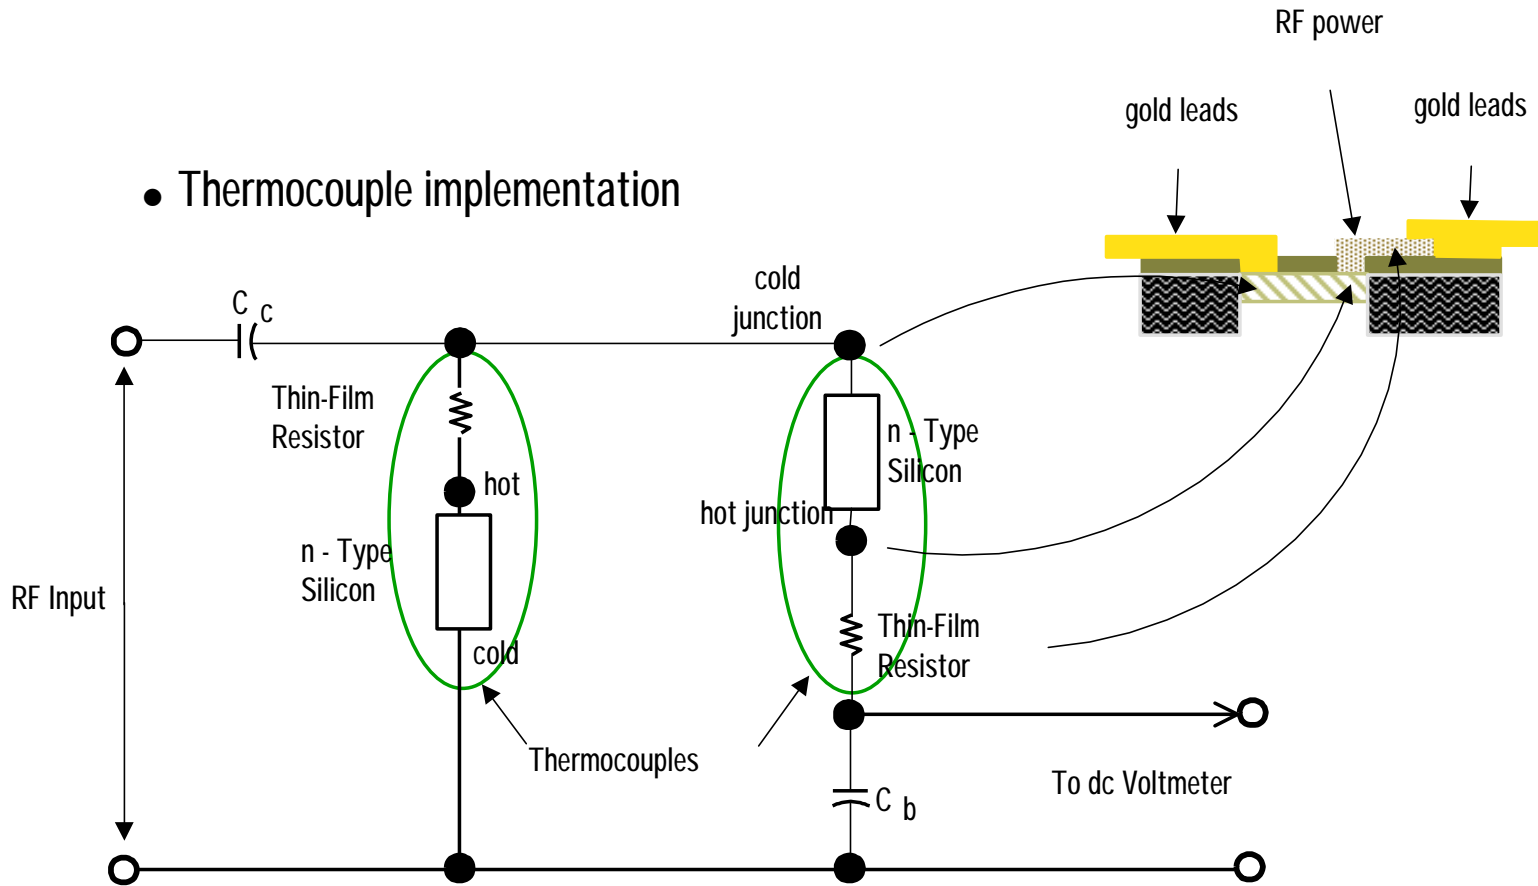 RF power
gold leads
gold leads
● Thermocouple implementation
cold
junction
C c
Thin-Film
Resistor
n - Type
Silicon
hot
hot junction
n - Type
Silicon
RF Input
Thin-Film
Resistor
cold
Thermocouples
To dc Voltmeter
C b